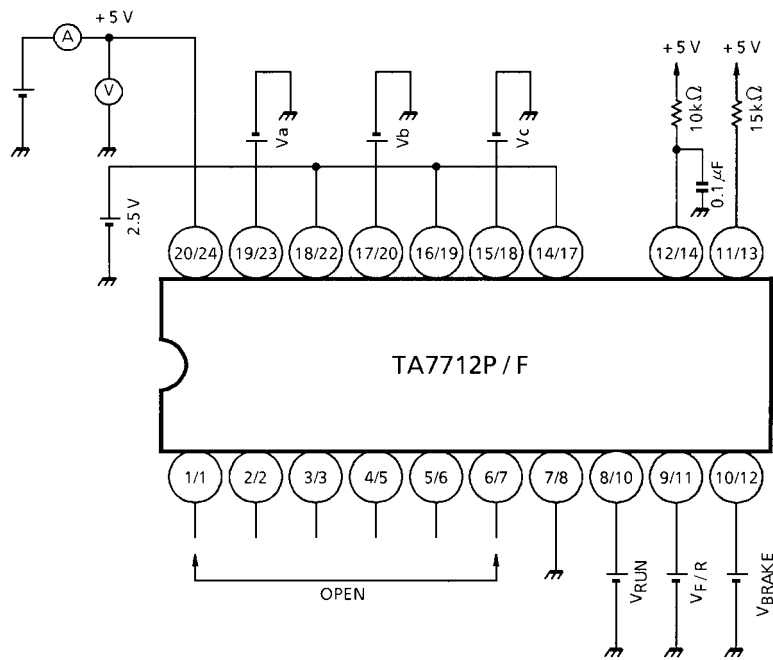 +5 V
A
V
Va
Vb
Vc
+5 V
+5 V
10kΩ
15kΩ
0.1 μF
2.5 V
20/24
19/23
18/22
17/20
16/19
15/18
14/17
12/14
11/13
TA7712P/F
1/1
2/2
3/3
4/5
5/6
6/7
7/8
8/10
9/11
10/12
OPEN
VRUN
VF/R
VBRAKE